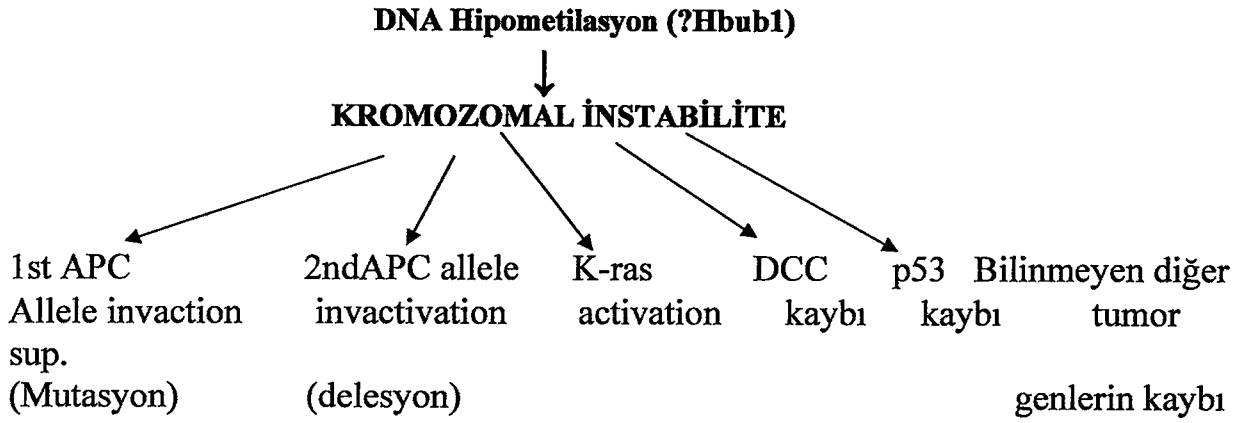 DNA Hipometilasyon (?Hbub1)
KROMOZOMAL İNSTABİLİTE
1st APC 2ndAPC allele K-ras DCC p53 Bilinmeyen diğer
Allele invaction invactivation activation kaybı kaybı tumor
sup.
(Mutasyon) (delesyon) genlerin kaybı